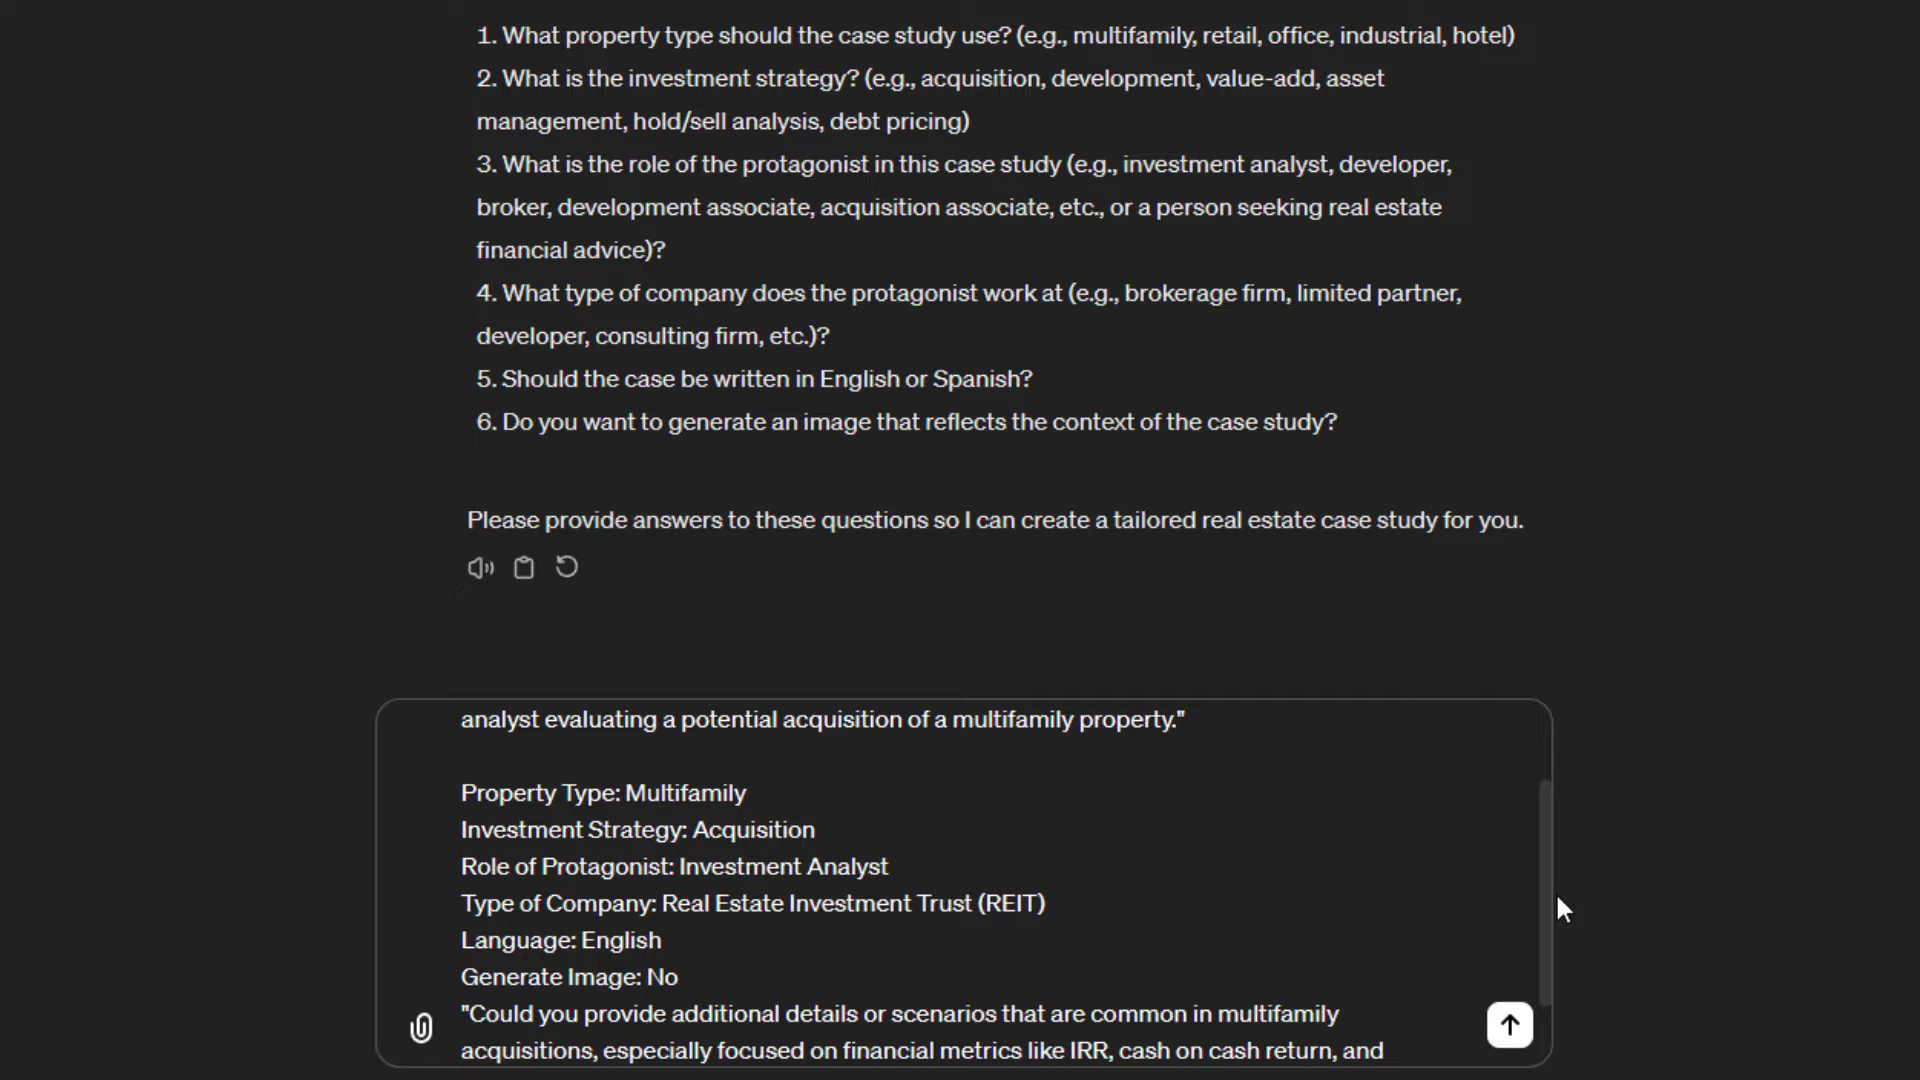 1. What property type should the case study use? (e.g., multifamily, retail, office, industrial, hotel)
2. What is the investment strategy? (e.g., acquisition, development, value-add, asset
management, hold/sell analysis, debt pricing)
3. What is the role of the protagonist in this case study (e.g., investment analyst, developer,
broker, development associate, acquisition associate, etc., or a person seeking real estate
financial advice)?
4. What type of company does the protagonist work at (e.g., brokerage firm, limited partner,
developer, consulting firm, etc.)?
5. Should the case be written in English or Spanish?
6. Do you want to generate an image that reflects the context of the case study?
Please provide answers to these questions so I can create a tailored real estate case study for you.
analyst evaluating a potential acquisition of a multifamily property."
Property Type: Multifamily
Investment Strategy: Acquisition
Role of Protagonist: Investment Analyst
Type of Company: Real Estate Investment Trust (REIT)
Language: English
Generate Image: No
"Could you provide additional details or scenarios that are common in multifamily
acquisitions, especially focused on financial metrics like IRR, cash on cash return, and